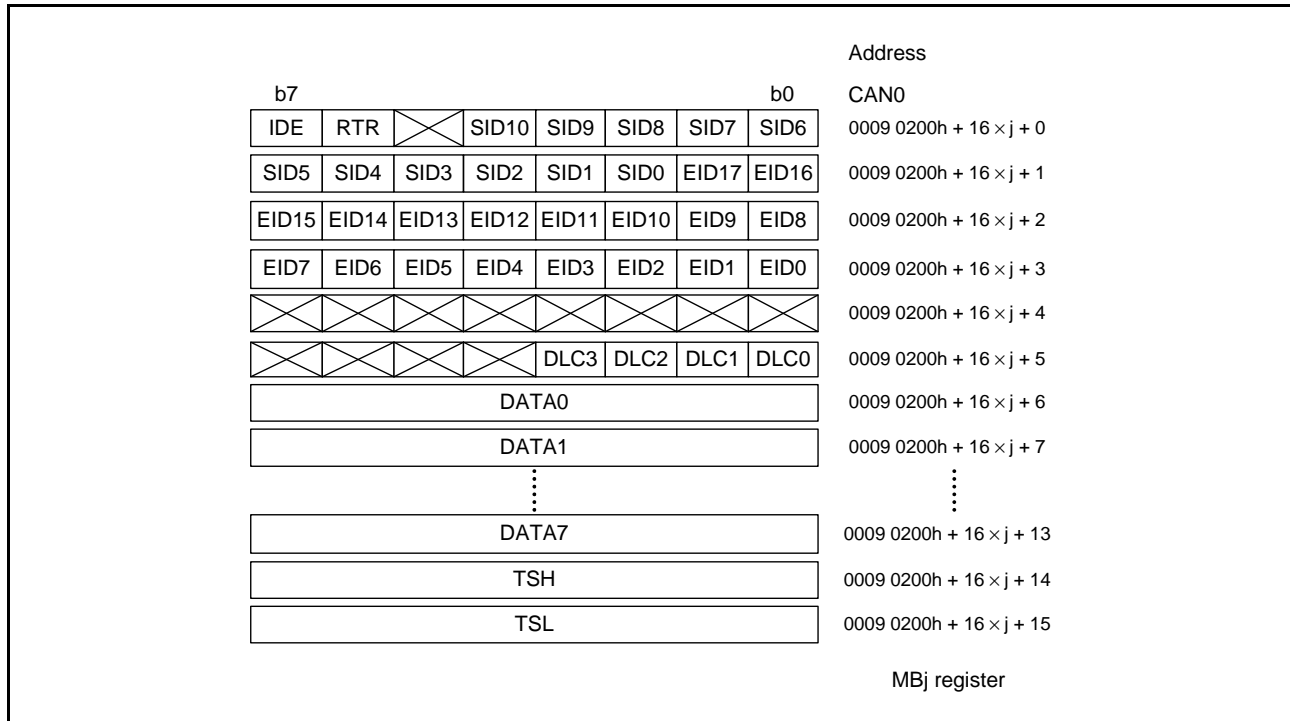 Address
b7 b0 CAN0
IDE RTR SID10 SID9 SID8 SID7 SID6 0009 0200h + 16 × j + 0
SID5 SID4 SID3 SID2 SID1 SID0 EID17 EID16 0009 0200h + 16 × j + 1
EID15 EID14 EID13 EID12 EID11 EID10 EID9 EID8 0009 0200h + 16 × j + 2
EID7 EID6 EID5 EID4 EID3 EID2 EID1 EID0 0009 0200h + 16 × j + 3
0009 0200h + 16 × j + 4
DLC3 DLC2 DLC1 DLC0 0009 0200h + 16 × j + 5
DATA0 0009 0200h + 16 × j + 6
DATA1 0009 0200h + 16 × j + 7
DATA7 0009 0200h + 16 × j + 13
TSH 0009 0200h + 16 × j + 14
TSL 0009 0200h + 16 × j + 15
MBj register